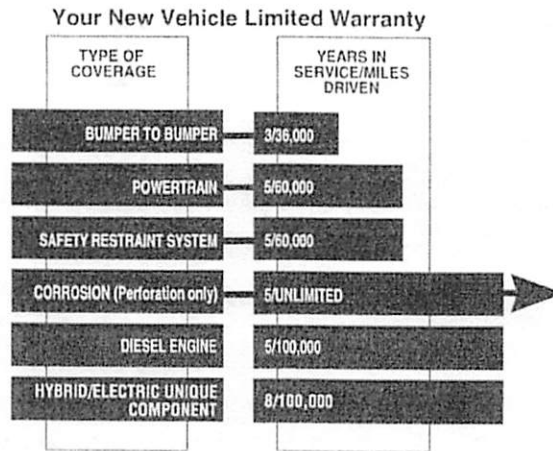 Your New Vehicle Limited Warranty
TYPE OF
COVERAGE
YEARS IN
SERVICE/MILES
DRIVEN
BUMPER TO BUMPER
3/36,000
POWERTRAIN
5/60,000
SAFETY RESTRAINT SYSTEM
5/60,000
CORROSION (Perforation only)
5/UNLIMITED
DIESEL ENGINE
5/100,000
HYBRID/ELECTRIC UNIQUE
COMPONENT
8/100,000